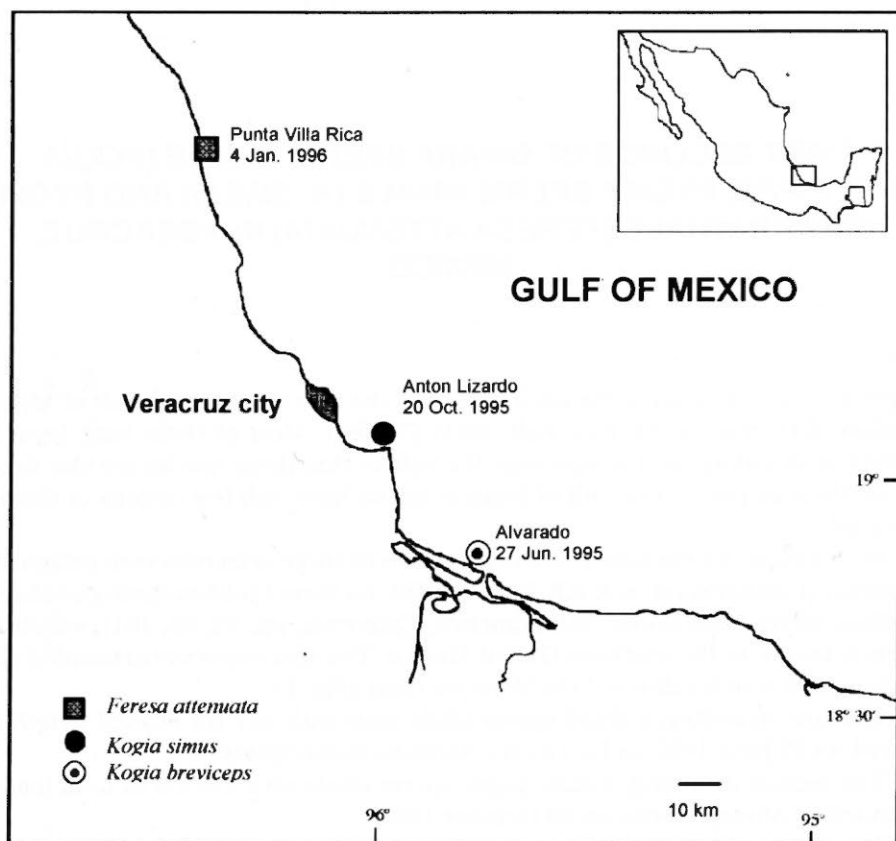 Punta Villa Rica
4 Jan. 1996
GULF OF MEXICO
Anton Lizardo
20 Oct. 1995
Veracruz city
19°
Alvarado
27 Jun. 1995
Feresa attenuata
Kogia simus
Kogia breviceps
18° 30'
10 km
96°
95°